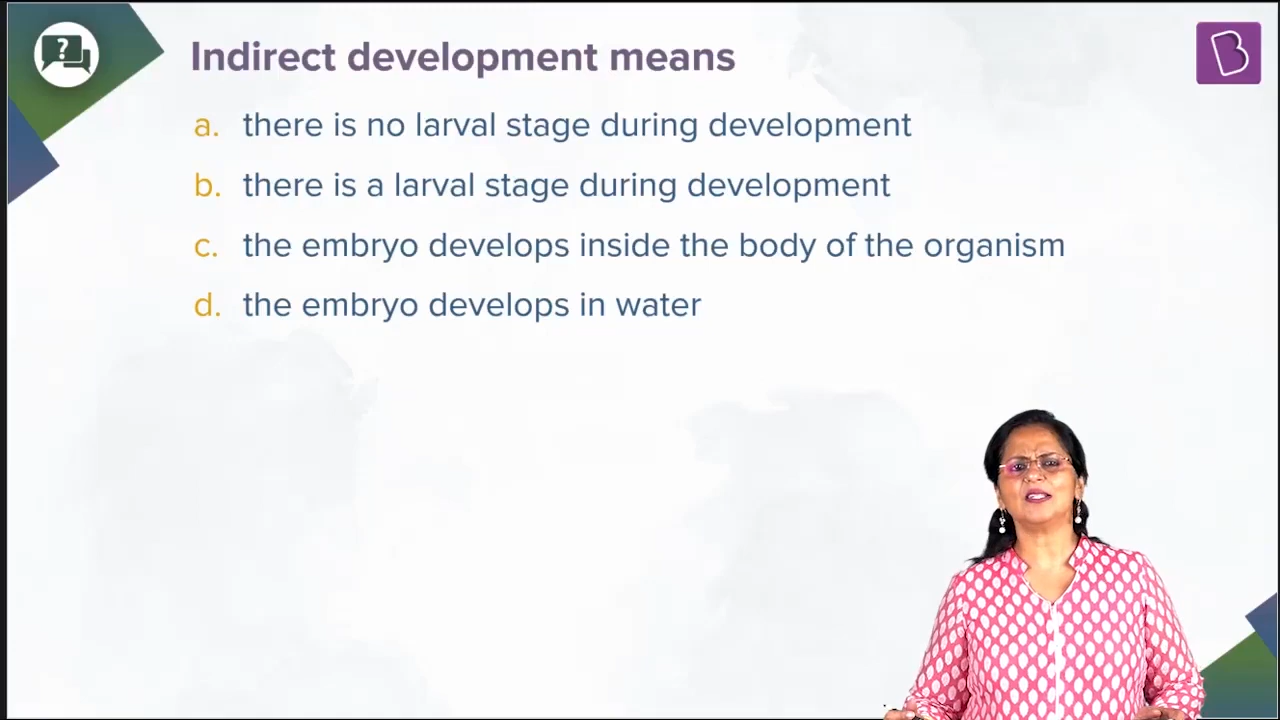 ?
Indirect development means
B
a. there is no larval stage during development
b. there is a larval stage during development
c. the embryo develops inside the body of the organism
d. the embryo develops in water